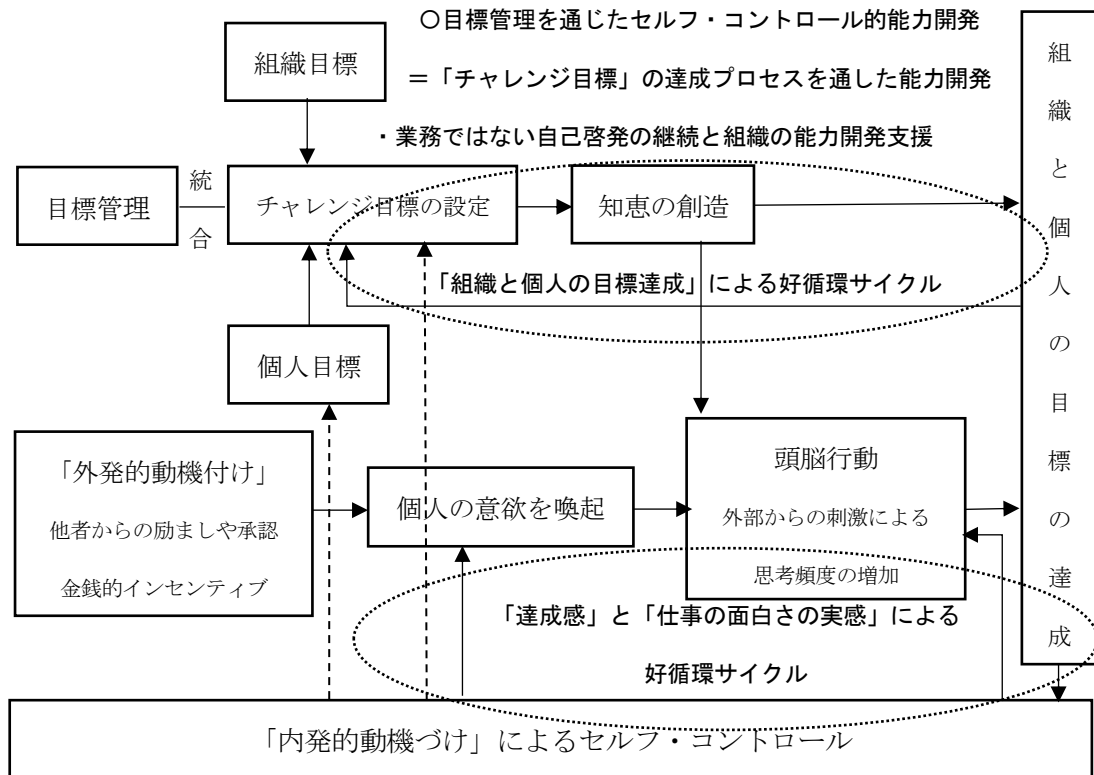 〇目標管理を通じたセルフ・コントロール的能力開発
＝「チャレンジ目標」の達成プロセスを通した能力開発
・業務ではない自己啓発の継続と組織の能力開発支援
組織目標
目標管理
統合
チャレンジ目標の設定
知恵の創造
「組織と個人の目標達成」による好循環サイクル
個人目標
「外発的動機付け」
他者からの励ましや承認
金銭的インセンティブ
個人の意欲を喚起
頭脳行動
外部からの刺激による
思考頻度の増加
組織と個人の目標の達成
「達成感」と「仕事の面白さの実感」による
好循環サイクル
「内発的動機づけ」によるセルフ・コントロール